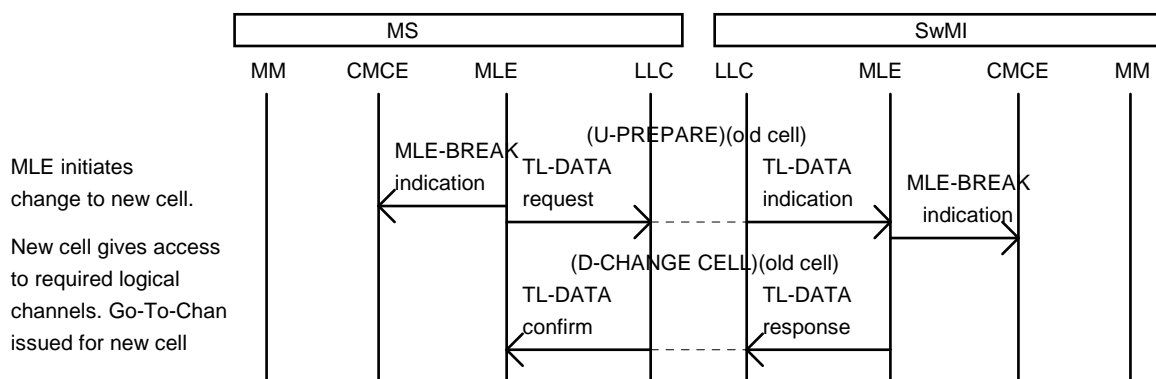 MS SwMI
MM CMCE MLE LLC LLC MLE CMCE MM
(U-PREPARE)(old cell)
MLE initiates
change to new cell.
MLE-BREAK
indication
TL-DATA
request
TL-DATA
indication
MLE-BREAK
indication
New cell gives access
to required logical
channels. Go-To-Chan
issued for new cell
(D-CHANGE CELL)(old cell)
TL-DATA
confirm
TL-DATA
response